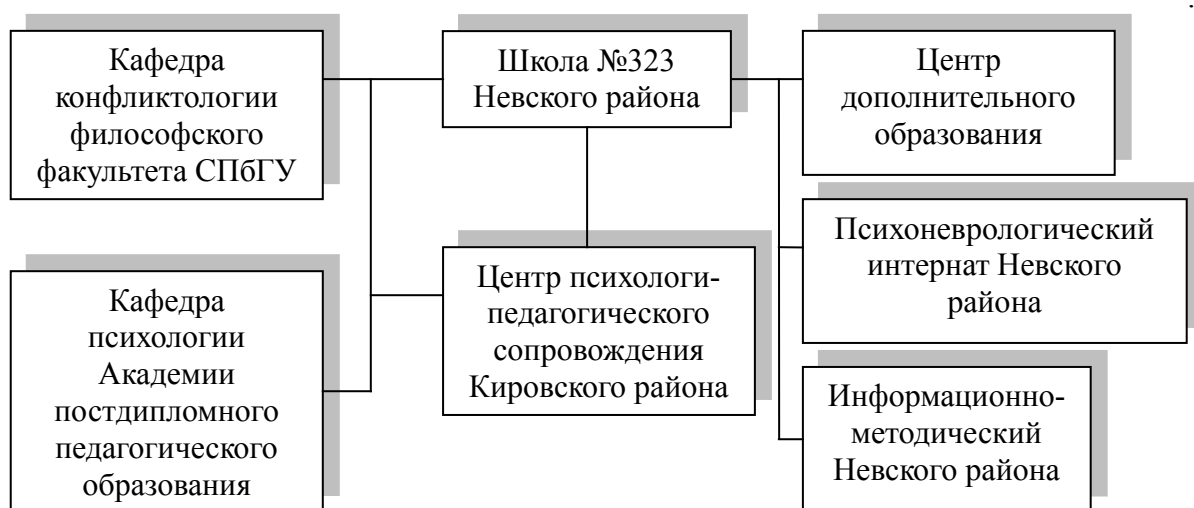 Кафедра
конфликтологии
философского
факультета СПбГУ
Школа №323
Невского района
Центр
дополнительного
образования
Психоневрологический
интернат Невского
района
Кафедра
психологии
Академии
постдипломного
педагогического
образования
Центр психологи-
педагогического
сопровождения
Кировского района
Информационно-
методический
Невского района